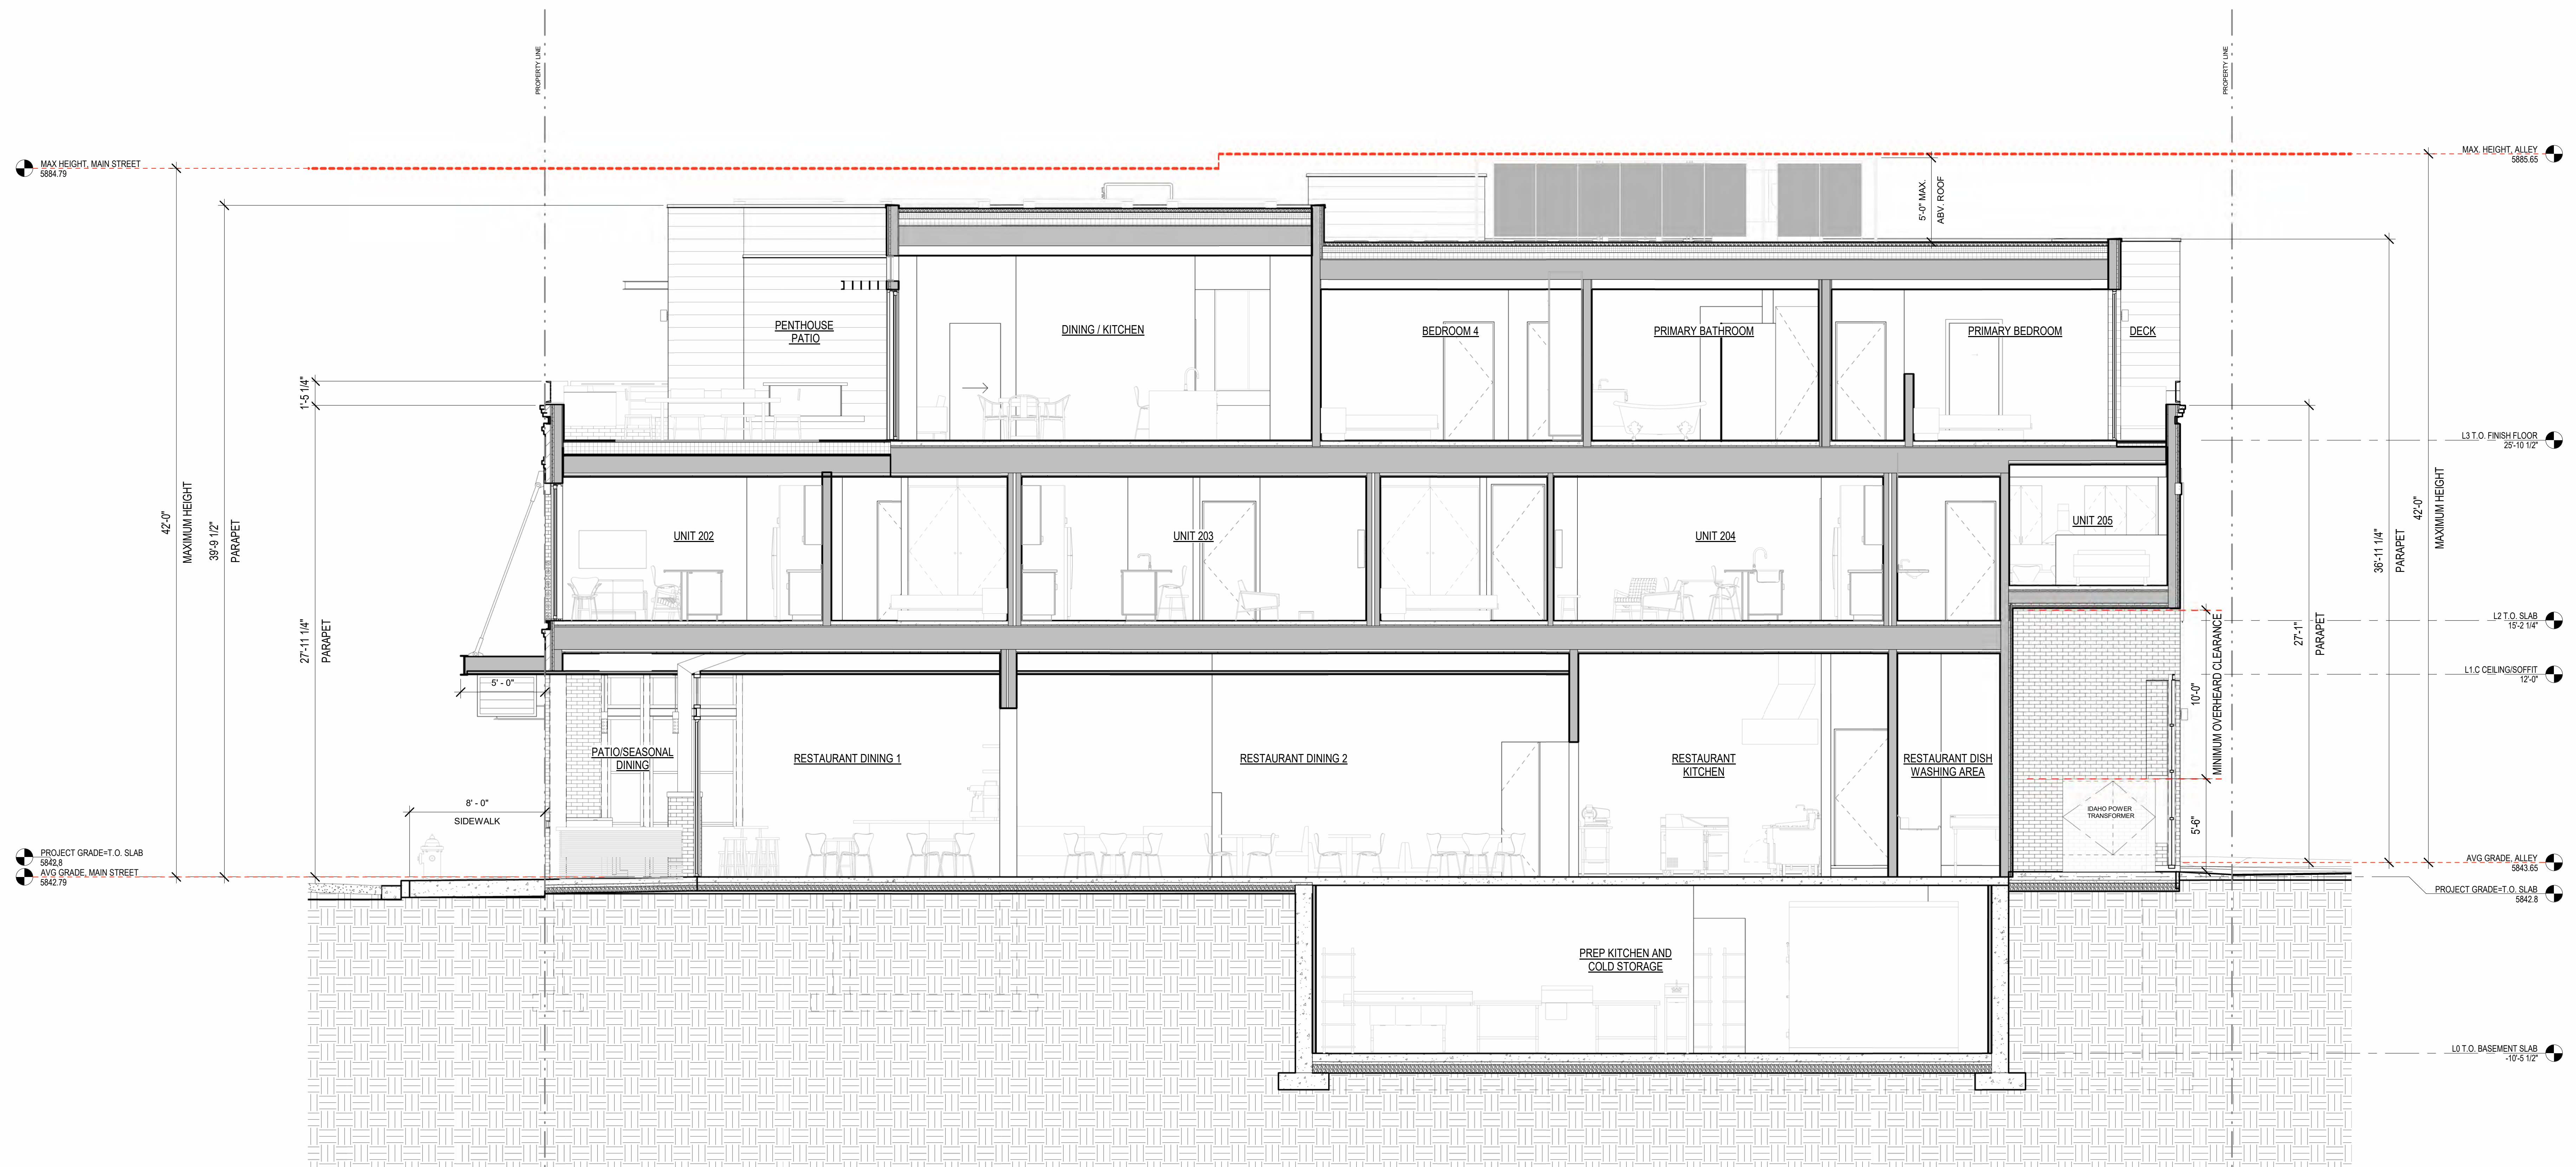 PROPERTY LINE
PROPERTY LINE
MAX HEIGHT, MAIN STREET
5884.79
MAX. HEIGHT, ALLEY
5885.65
5'-0" MAX.
ABV. ROOF
PENTHOUSE
PATIO
DINING / KITCHEN
BEDROOM 4
PRIMARY BATHROOM
PRIMARY BEDROOM
DECK
1'-5 1/4"
L3 T.O. FINISH FLOOR
25'-10 1/2"
42'-0"
MAXIMUM HEIGHT
39'-9 1/2"
PARAPET
27'-11 1/4"
PARAPET
UNIT 202
UNIT 203
UNIT 204
UNIT 205
36'-11 1/4"
PARAPET
42'-0"
MAXIMUM HEIGHT
27'-1"
PARAPET
L2 T.O. SLAB
15'-2 1/4"
L1.C CEILING/SOFFIT
12'-0"
10'-0"
MINIMUM OVERHEARD CLEARANCE
5' - 0"
PATIO/SEASONAL
DINING
RESTAURANT DINING 1
RESTAURANT DINING 2
RESTAURANT
KITCHEN
RESTAURANT DISH
WASHING AREA
IDAHO POWER
TRANSFORMER
5'-6"
8' - 0"
SIDEWALK
PROJECT GRADE=T.O. SLAB
5842.8
AVG GRADE, MAIN STREET
5842.79
AVG GRADE, ALLEY
5843.65
PROJECT GRADE=T.O. SLAB
5842.8
PREP KITCHEN AND
COLD STORAGE
L0 T.O. BASEMENT SLAB
-10'-5 1/2"